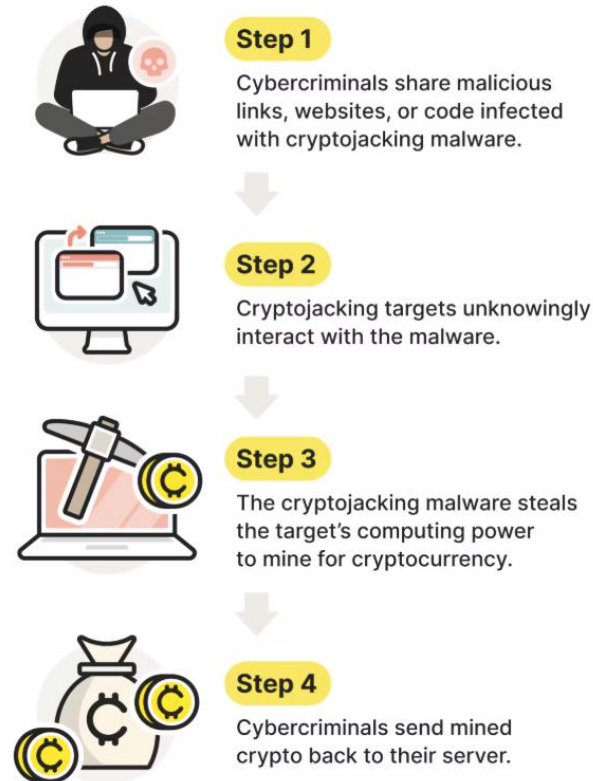 Step 1
Cybercriminals share malicious
links, websites, or code infected
with cryptojacking malware.
Step 2
Cryptojacking targets unknowingly
interact with the malware.
Step 3
The cryptojacking malware steals
the target’s computing power
to mine for cryptocurrency.
Step 4
Cybercriminals send mined
crypto back to their server.